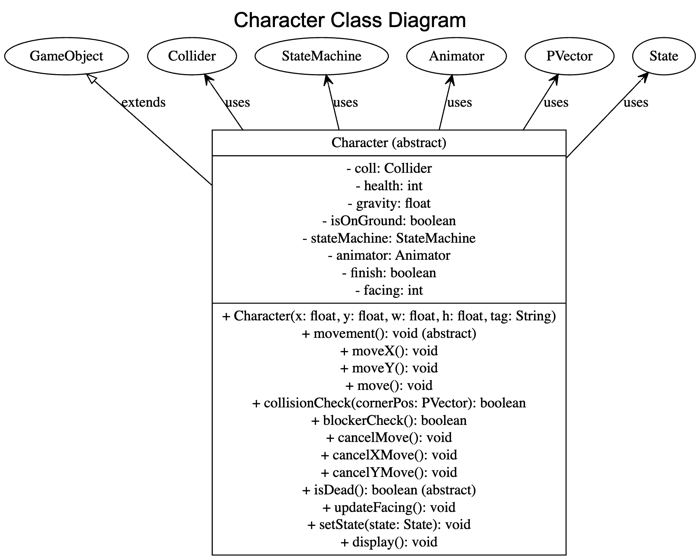 Character Class Diagram
GameObject
Collider
StateMachine
Animator
PVector
State
extends
uses
uses
uses
uses
uses
Character (abstract)
- coll: Collider
- health: int
- gravity: float
- isOnGround: boolean
- stateMachine: StateMachine
- animator: Animator
- finish: boolean
- facing: int
+ Character(x: float, y: float, w: float, h: float, tag: String)
+ movement(): void (abstract)
+ moveX(): void
+ moveY(): void
+ move(): void
+ collisionCheck(cornerPos: PVector): boolean
+ blockerCheck(): boolean
+ cancelMove(): void
+ cancelXMove(): void
+ cancelYMove(): void
+ isDead(): boolean (abstract)
+ updateFacing(): void
+ setState(state: State): void
+ display(): void